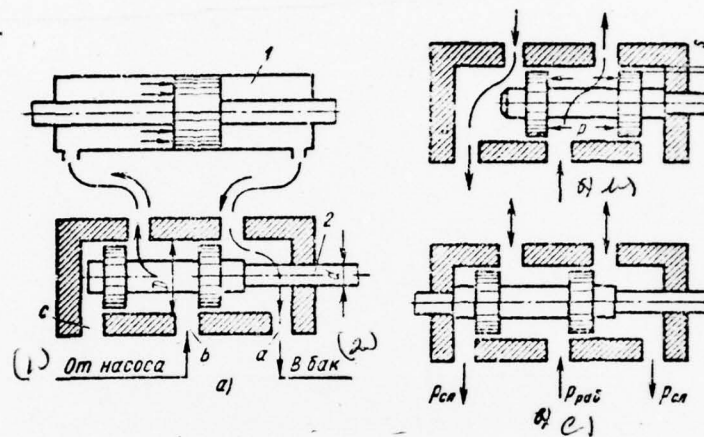 1
2
D
d
c
b
a
(1)
От насоса
В бак
(2)
а)
р
б) b)
Рсл
Рраб
Рсл
в) c)